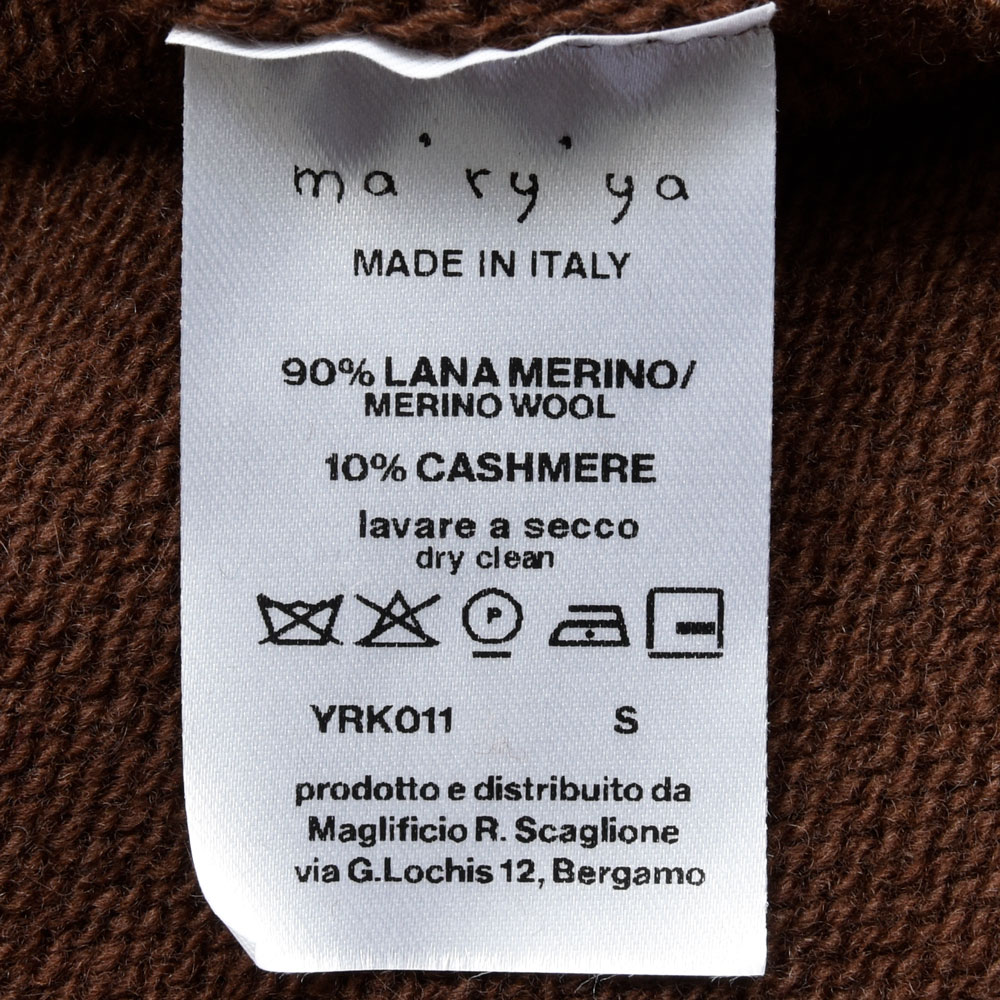 ma'ry'ya
MADE IN ITALY
90% LANA MERINO/
MERINO WOOL
10% CASHMERE
lavare a secco
dry clean
P
YRK011 S
prodotto e distribuito da
Maglificio R. Scaglione
via G.Lochis 12, Bergamo